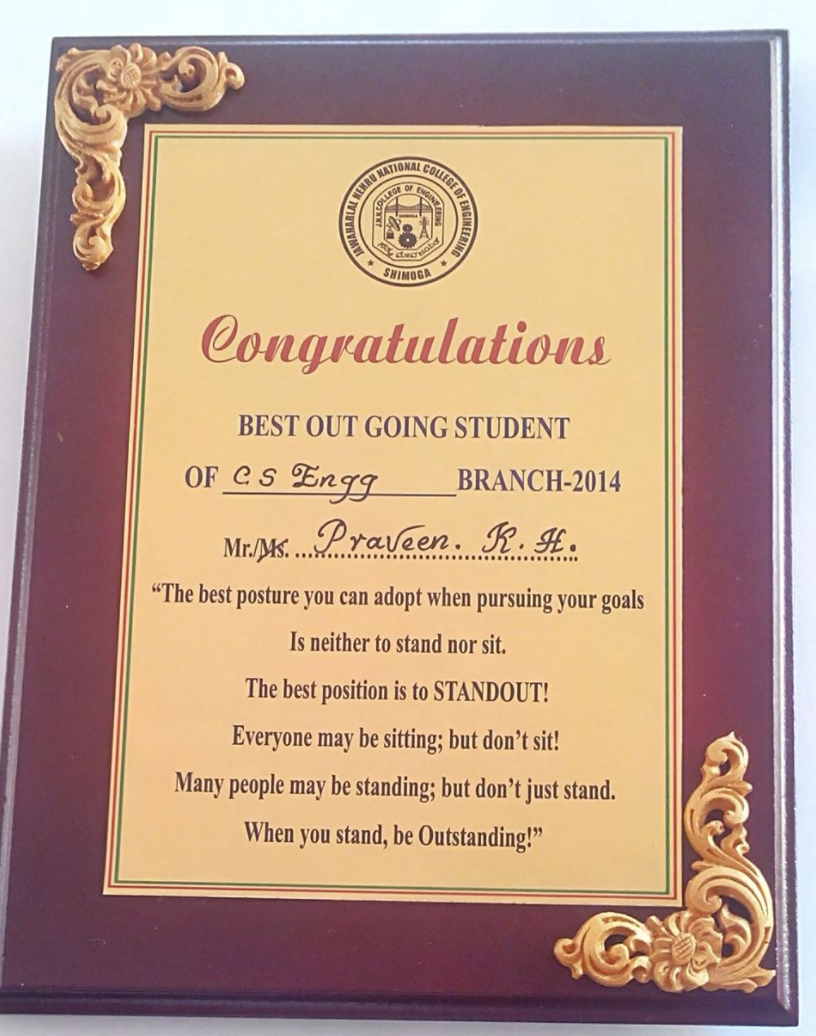 JAWAHARLAL NEHRU NATIONAL COLLEGE OF ENGINEERING
J.N.N.COLLEGE OF ENGINEERING
SHIMOGA
★ SHIMOGA ★
Congratulations
BEST OUT GOING STUDENT
OF C S Engg BRANCH-2014
Mr./Ms. Praveen. K. H.
“The best posture you can adopt when pursuing your goals
Is neither to stand nor sit.
The best position is to STANDOUT!
Everyone may be sitting; but don’t sit!
Many people may be standing; but don’t just stand.
When you stand, be Outstanding!”